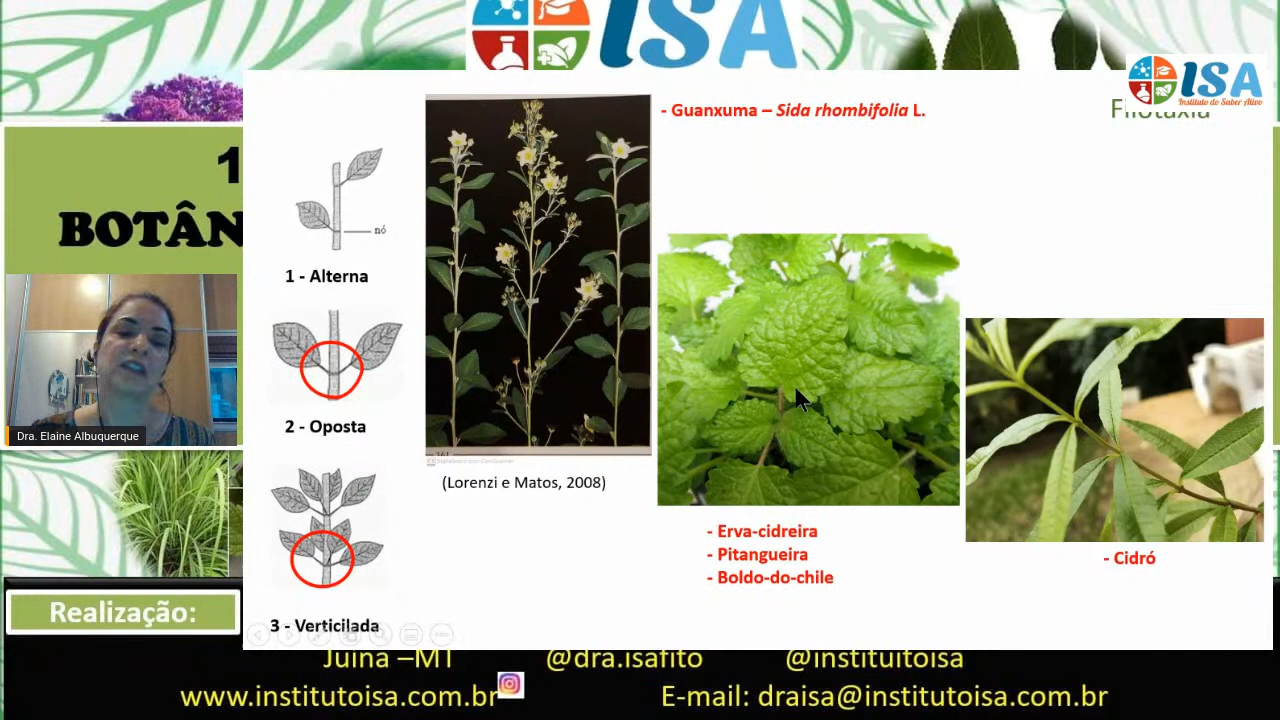 ISA
ISA
Instituto do Saber Ativo
Filotaxia
- Guanxuma – Sida rhombifolia L.
1
BOTÂN
nó
1 - Alterna
2 - Oposta
3 - Verticilada
(Lorenzi e Matos, 2008)
- Erva-cidreira
- Pitangueira
- Boldo-do-chile
- Cidró
Dra. Elaine Albuquerque
Realização:
Juína –MT @dra.isafito @instituitoisa
www.institutoisa.com.br E-mail: draisa@institutoisa.com.br